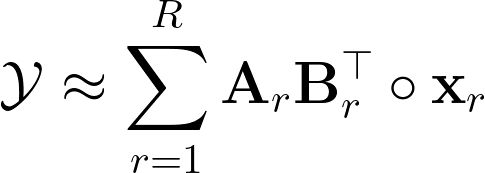 𝒴 ≈ ∑_{r=1}^{R} 𝐀_r 𝐁_r^⊤ ∘ 𝐱_r